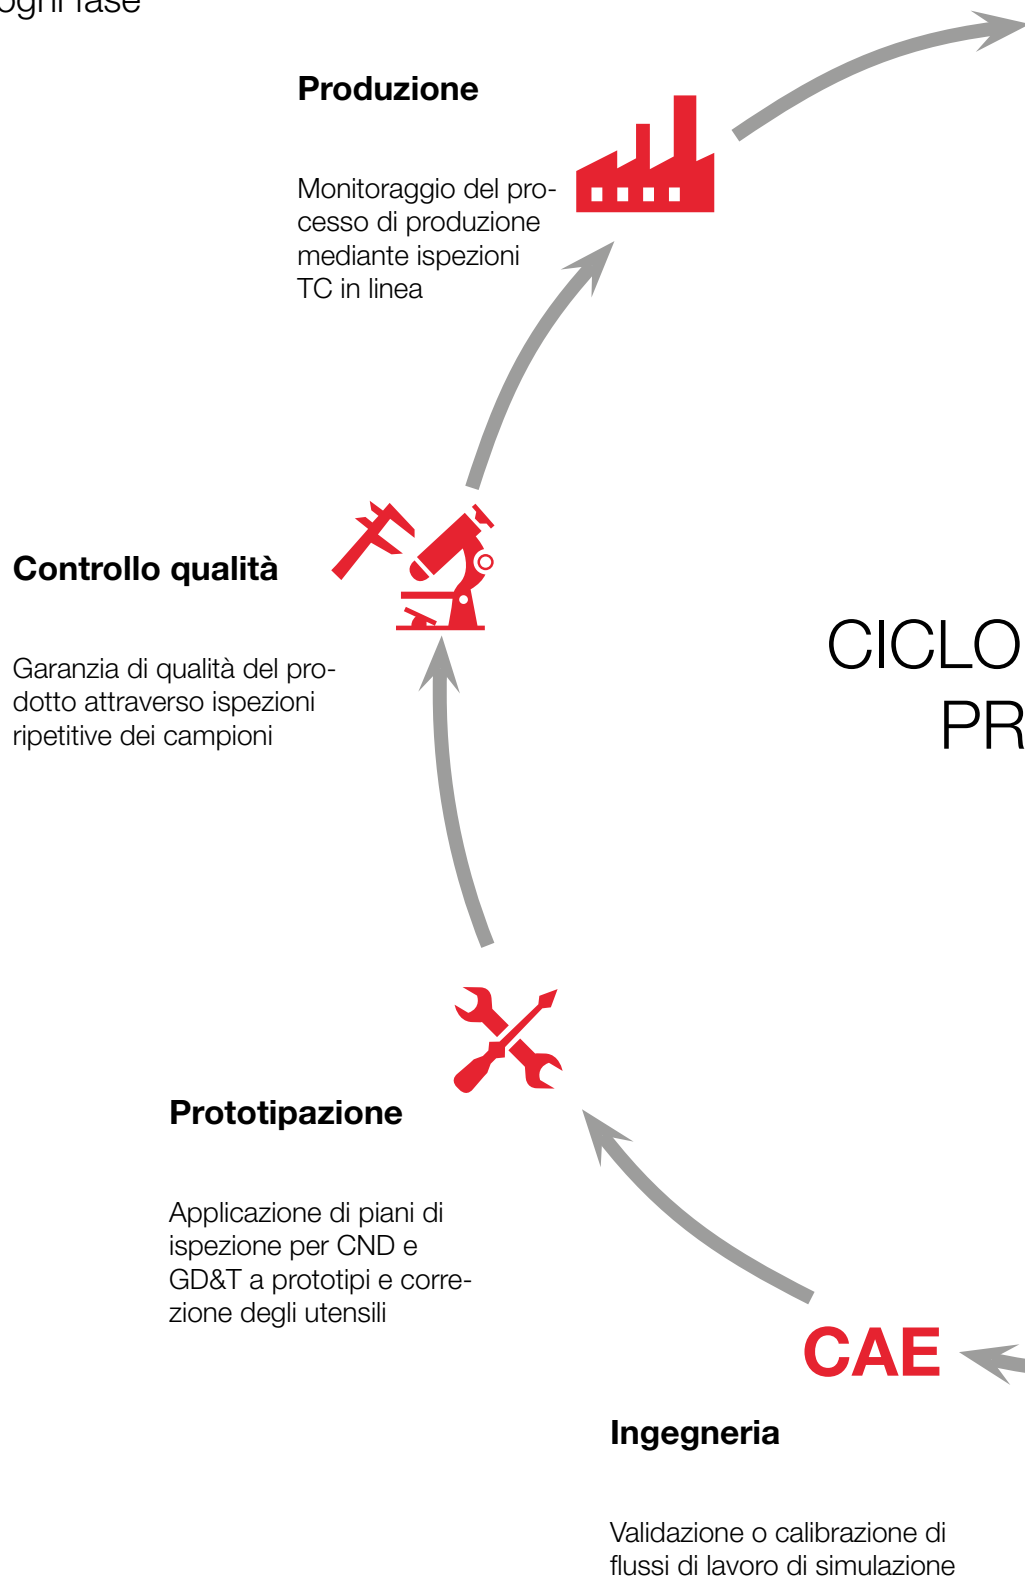 ogni fase
Produzione
Monitoraggio del pro-
cesso di produzione
mediante ispezioni
TC in linea
Controllo qualità
Garanzia di qualità del pro-
dotto attraverso ispezioni
ripetitive dei campioni
CICLO
PR
Prototipazione
Applicazione di piani di
ispezione per CND e
GD&T a prototipi e corre-
zione degli utensili
CAE
Ingegneria
Validazione o calibrazione di
flussi di lavoro di simulazione